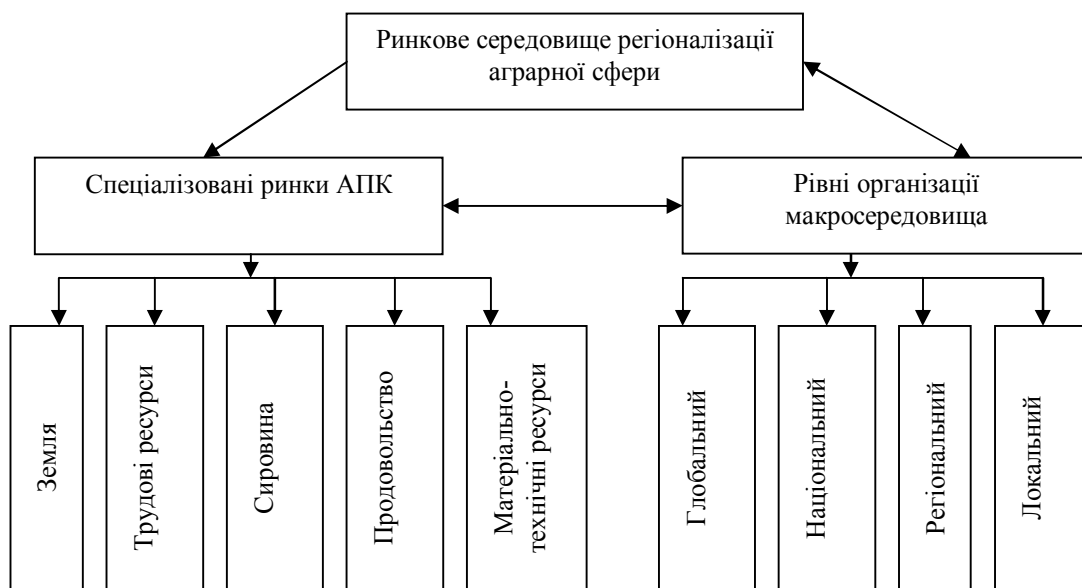 Ринкове середовище регіоналізації
аграрної сфери
Спеціалізовані ринки АПК
Рівні організації
макросередовища
Земля
Трудові ресурси
Сировина
Продовольство
Матеріально-
технічні ресурси
Глобальний
Національний
Регіональний
Локальний